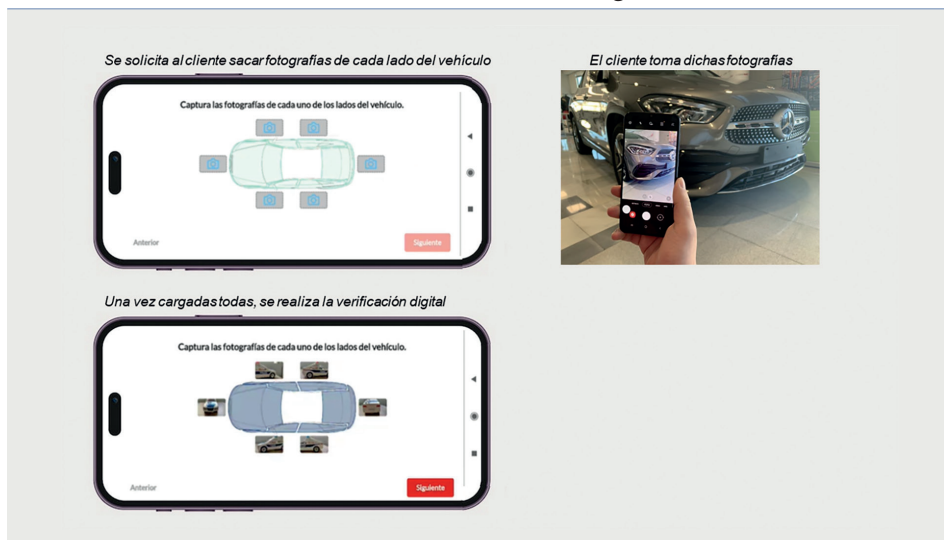 Se solicita al cliente sacar fotografías de cada lado del vehículo
El cliente toma dichas fotografías
Captura las fotografías de cada uno de los lados del vehículo.
Anterior
Siguiente
Una vez cargadas todas, se realiza la verificación digital
Captura las fotografías de cada uno de los lados del vehículo.
Anterior
Siguiente